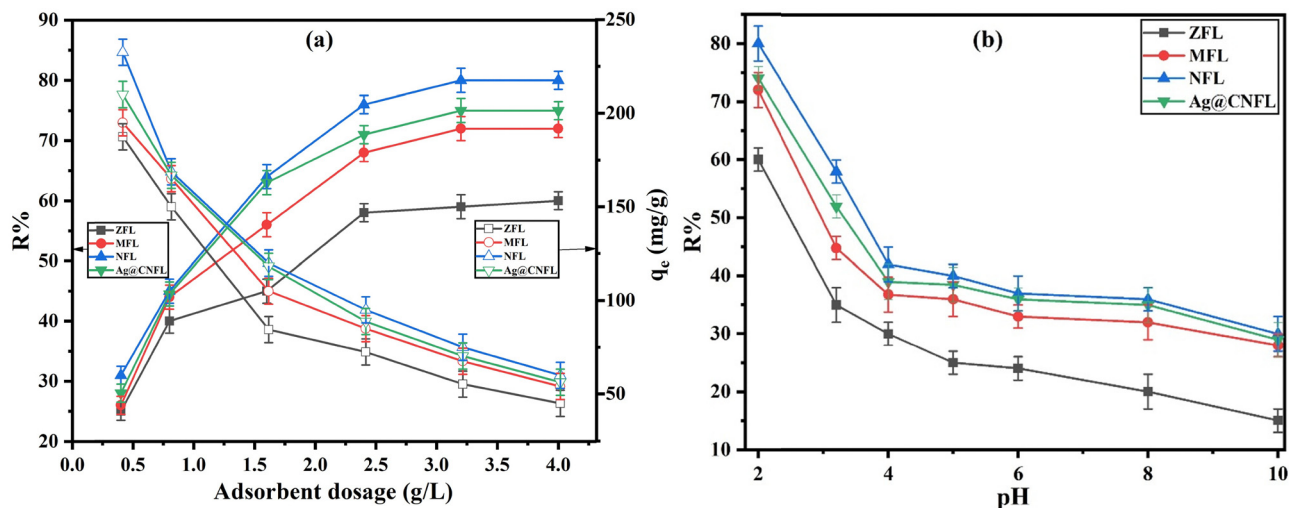 (a)
90
80
70
60
50
40
30
20
R%
250
200
150
100
50
qe (mg/g)
ZFL
MFL
NFL
Ag@CNFL
ZFL
MFL
NFL
Ag@CNFL
0.0 0.5 1.0 1.5 2.0 2.5 3.0 3.5 4.0
Adsorbent dosage (g/L)
(b)
80
70
60
50
40
30
20
10
R%
ZFL
MFL
NFL
Ag@CNFL
2 4 6 8 10
pH